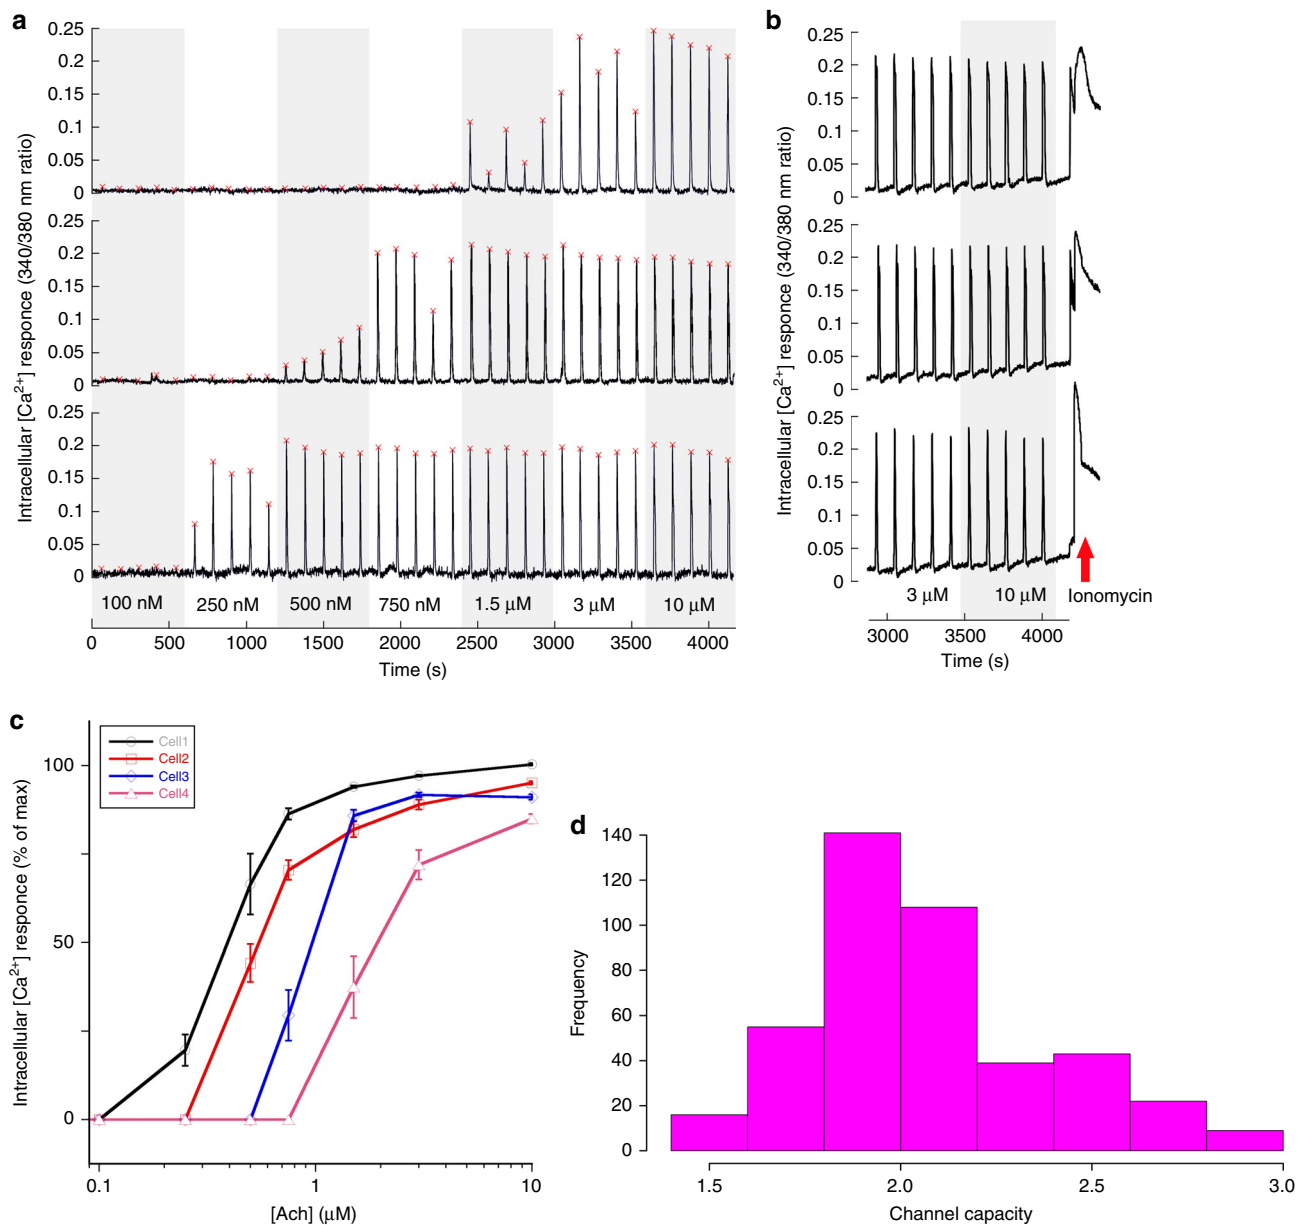 a
Intracellular [Ca2+] responce (340/380 nm ratio)
0.25
0.2
0.15
0.1
0.05
0
0.25
0.2
0.15
0.1
0.05
0
0.25
0.2
0.15
0.1
0.05
0
100 nM 250 nM 500 nM 750 nM 1.5 μM 3 μM 10 μM
0 500 1000 1500 2000 2500 3000 3500 4000
Time (s)
b
Intracellular [Ca2+] responce (340/380 nm ratio)
0.25
0.2
0.15
0.1
0.05
0
0.25
0.2
0.15
0.1
0.05
0
0.25
0.2
0.15
0.1
0.05
0
3 μM 10 μM Ionomycin
3000 3500 4000
Time (s)
c
Intracellular [Ca2+] responce (% of max)
Cell1
Cell2
Cell3
Cell4
100
50
0
0.1 1 10
[Ach] (μM)
d
Frequency
140
120
100
140
60
40
20
0
1.5 2.0 2.5 3.0
Channel capacity